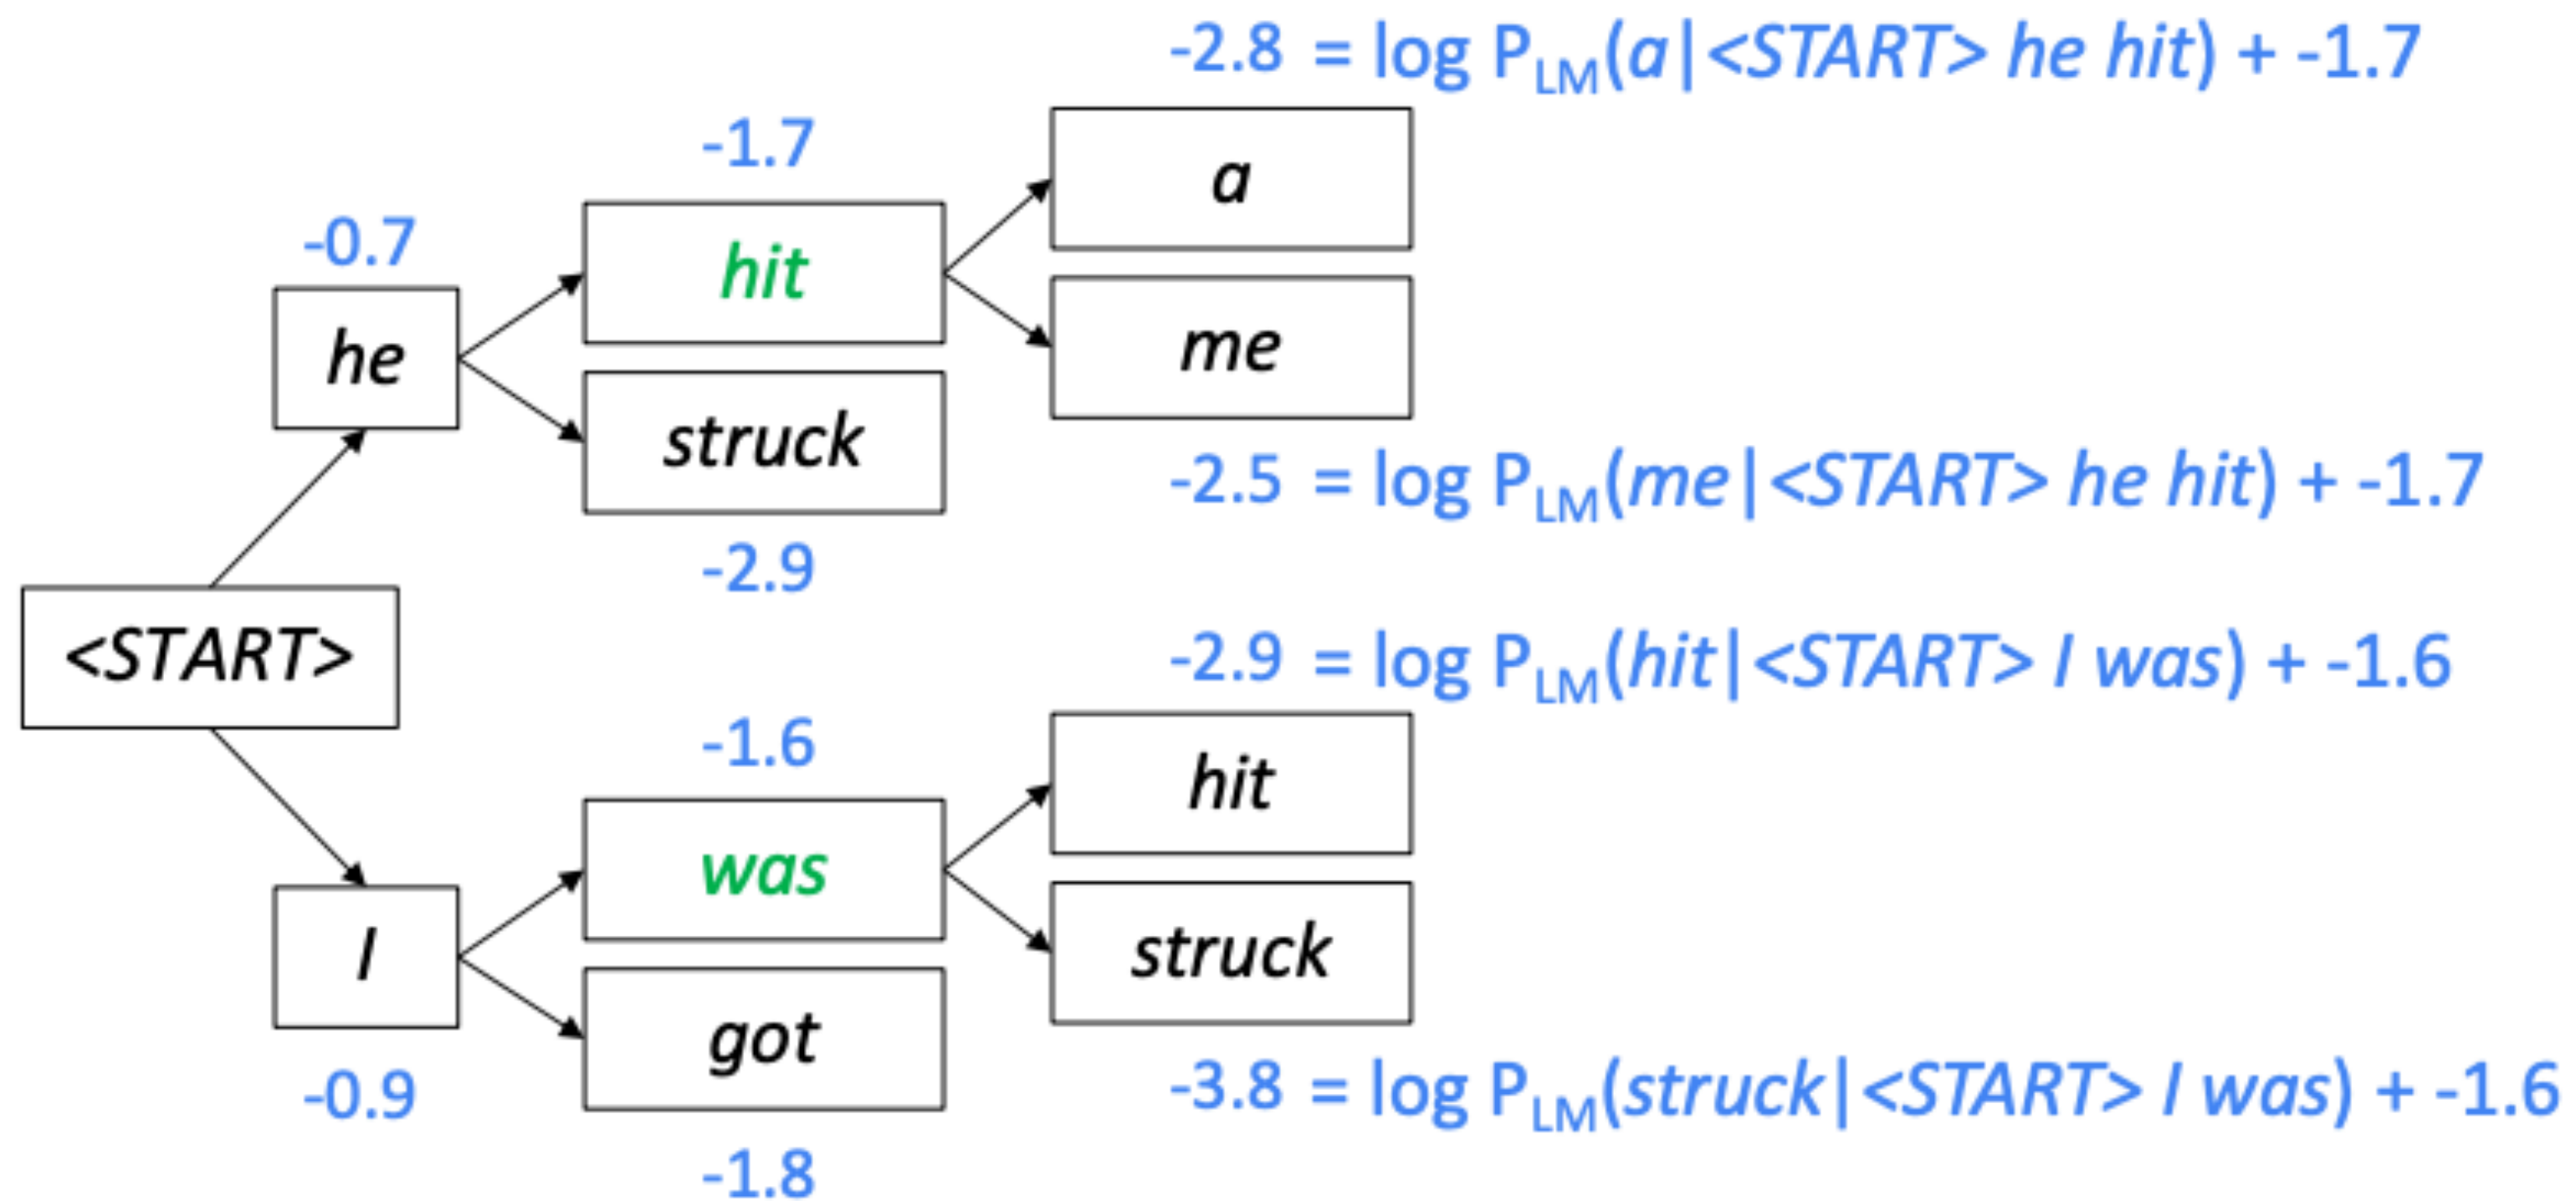 -2.8 = log P_LM(a|<START> he hit) + -1.7
-1.7
a
-0.7
hit
he
me
struck
-2.5 = log P_LM(me|<START> he hit) + -1.7
-2.9
<START>
-2.9 = log P_LM(hit|<START> I was) + -1.6
-1.6
hit
was
I
struck
got
-0.9
-3.8 = log P_LM(struck|<START> I was) + -1.6
-1.8